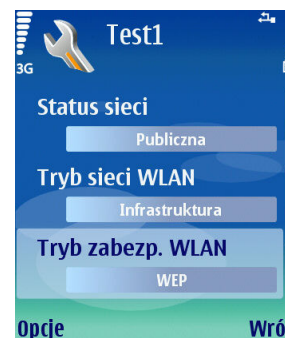 Test1
3G
Status sieci
Publiczna
Tryb sieci WLAN
Infrastruktura
Tryb zabezp. WLAN
WEP
Opcje
Wró